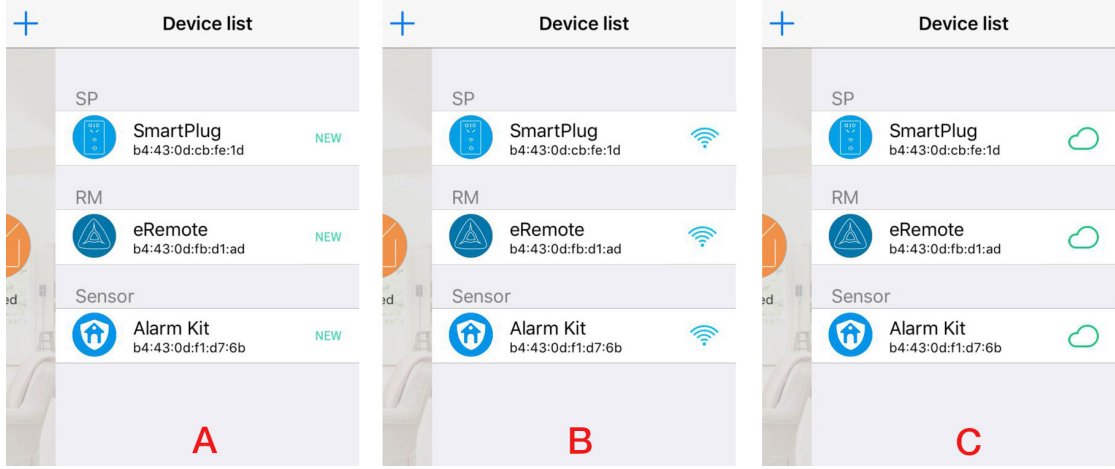 Device list
SP
SmartPlug
b4:43:0d:cb:fe:1d
NEW
RM
eRemote
b4:43:0d:fb:d1:ad
NEW
ed
Sensor
Alarm Kit
b4:43:0d:f1:d7:6b
NEW
A
Device list
SP
SmartPlug
b4:43:0d:cb:fe:1d
RM
eRemote
b4:43:0d:fb:d1:ad
ed
Sensor
Alarm Kit
b4:43:0d:f1:d7:6b
B
Device list
SP
SmartPlug
b4:43:0d:cb:fe:1d
RM
eRemote
b4:43:0d:fb:d1:ad
ed
Sensor
Alarm Kit
b4:43:0d:f1:d7:6b
C